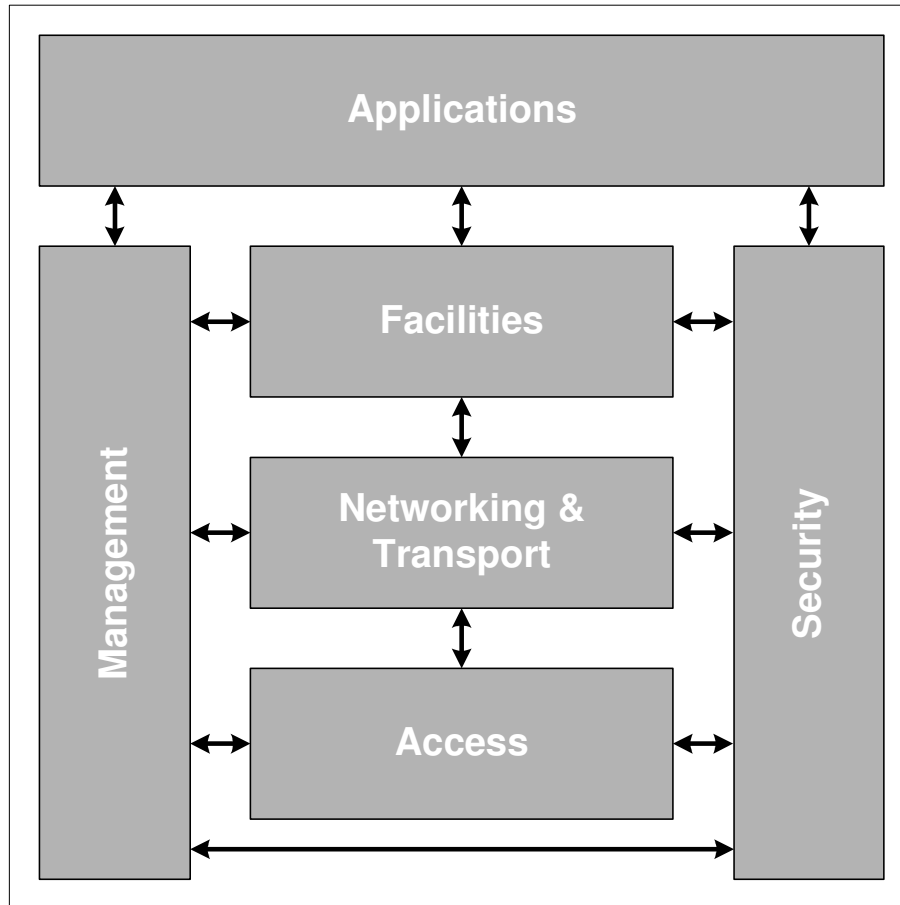 Applications
Facilities
Management
Networking &
Transport
Security
Access